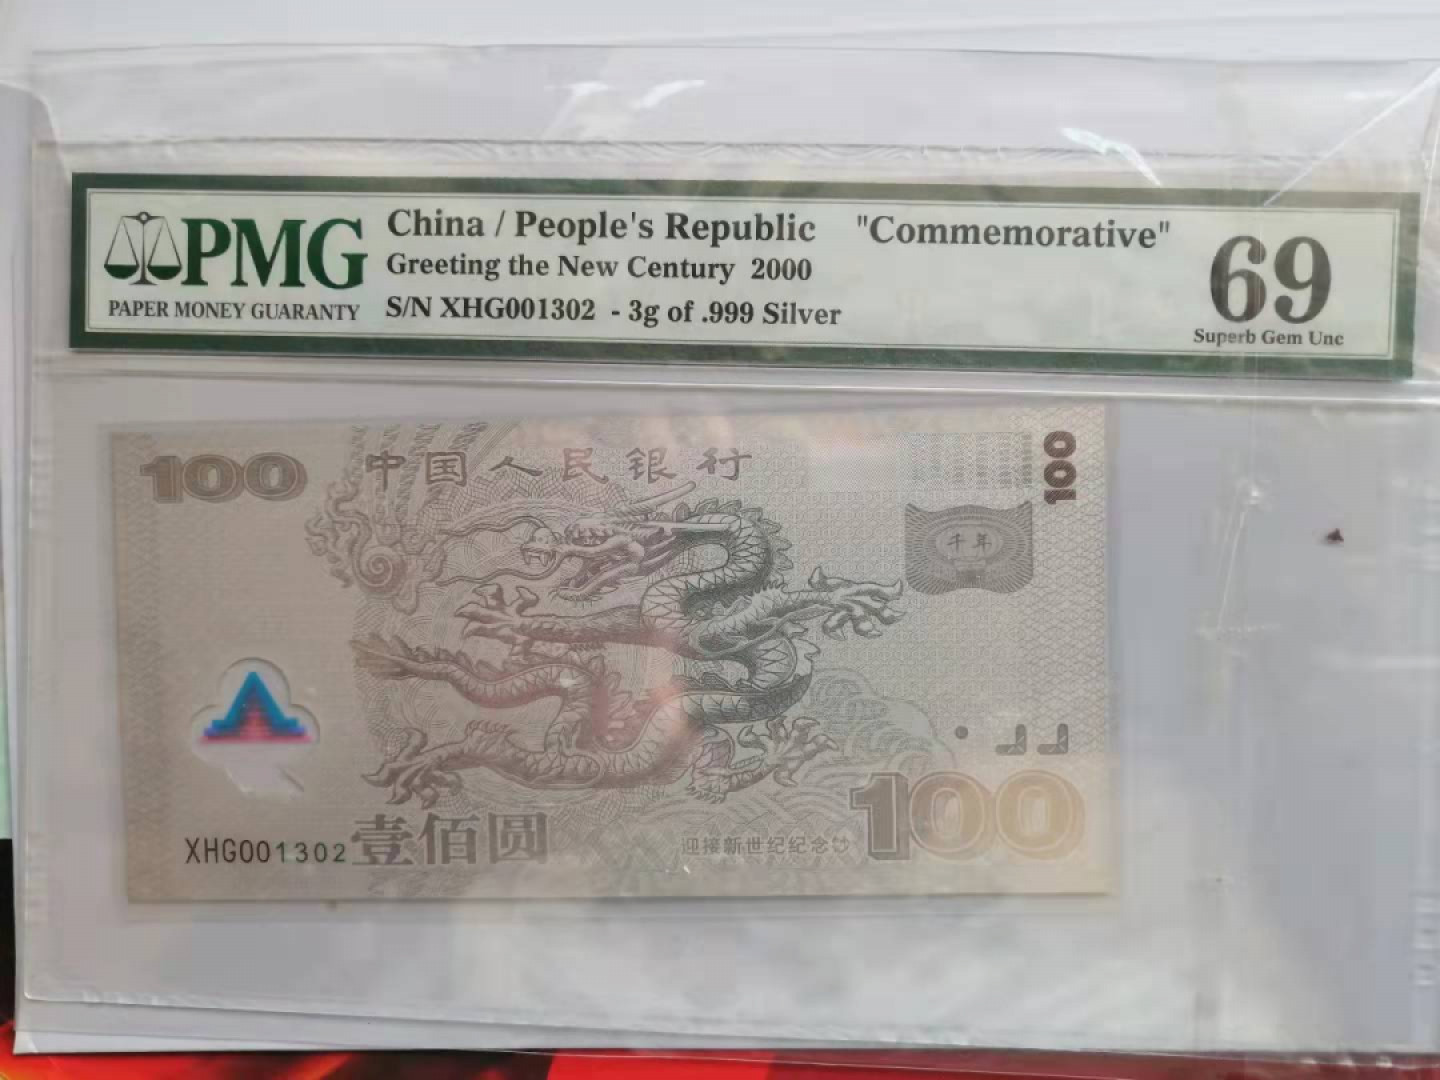 PMG
PAPER MONEY GUARANTY
China / People's Republic "Commemorative"
Greeting the New Century 2000
S/N XHG001302 - 3g of .999 Silver
69
Superb Gem Unc
100
中国人民银行
100
千年
XHG001302
壹佰圆
迎接新世纪纪念钞
100